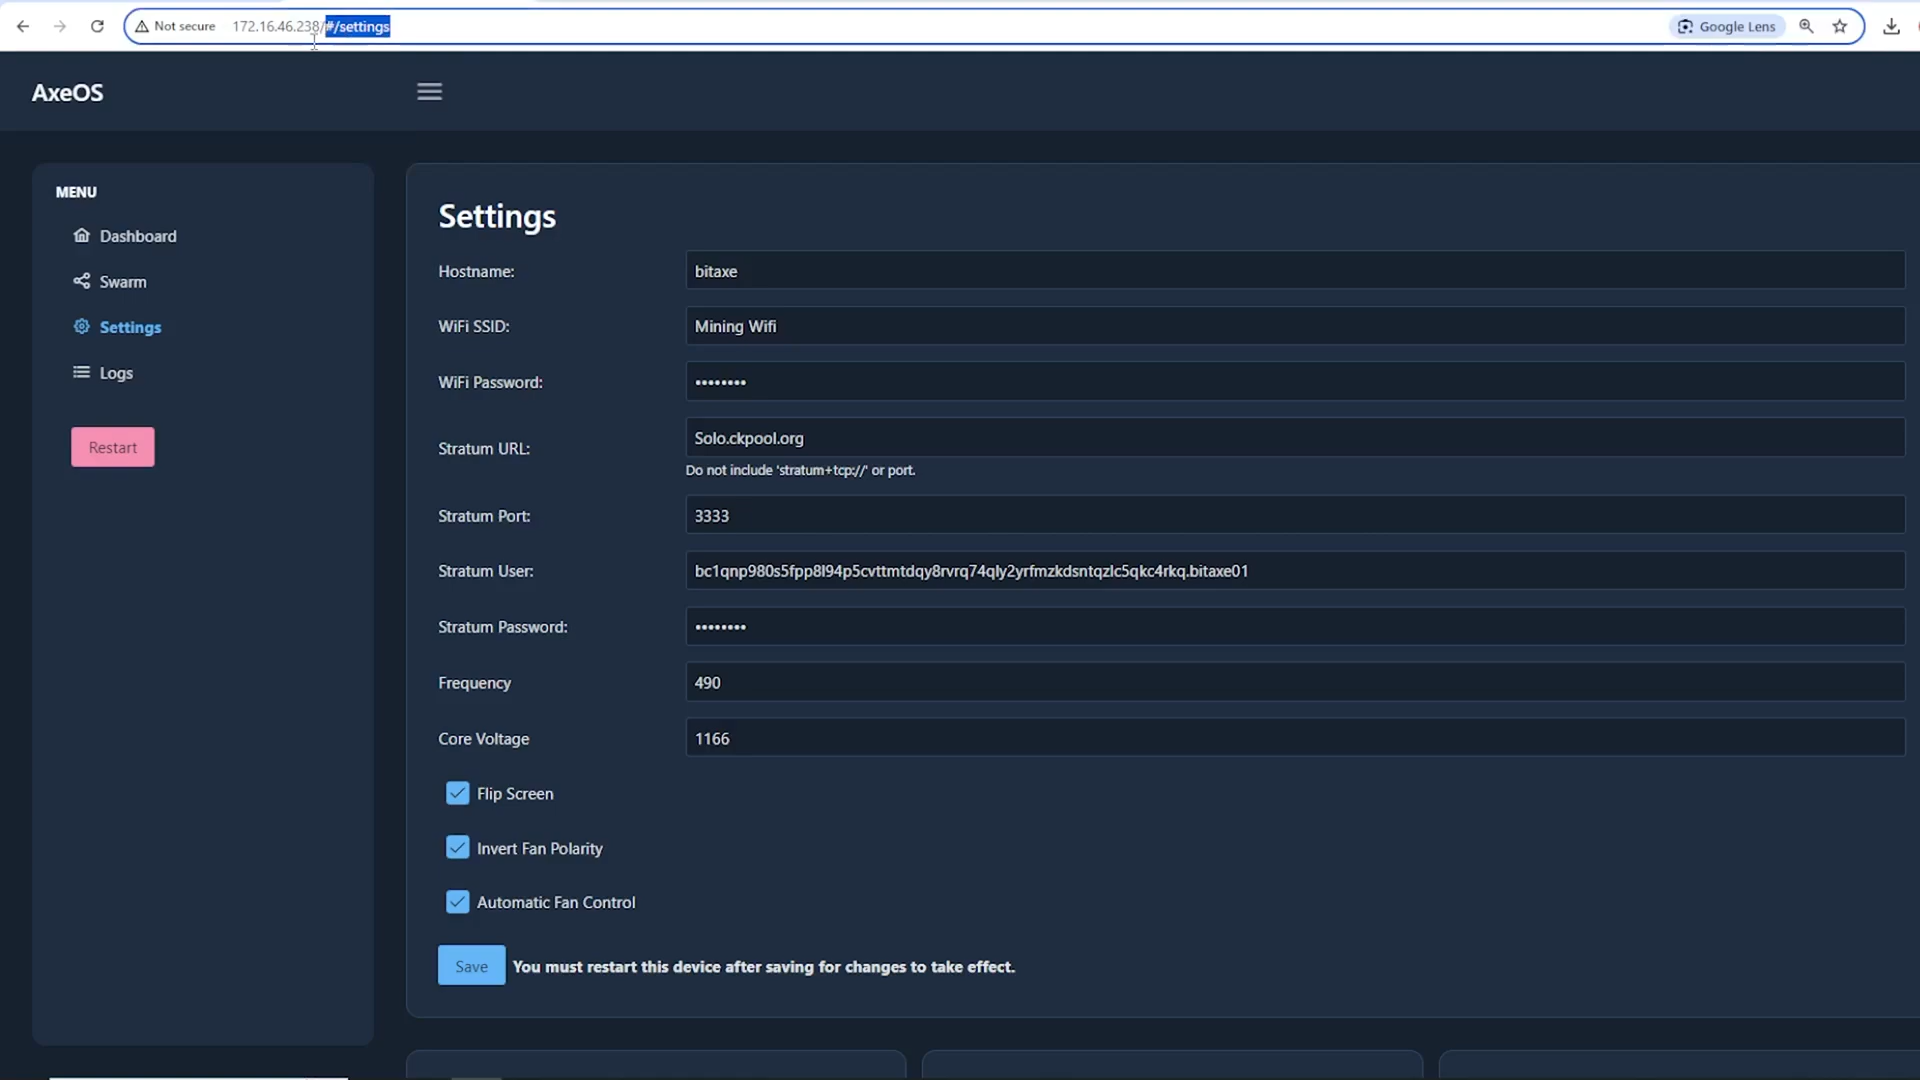 Not secure 172.16.46.238/#/settings Google Lens
AxeOS
MENU
Dashboard
Swarm
Settings
Logs
Restart
Settings
Hostname: bitaxe
WiFi SSID: Mining Wifi
WiFi Password: ••••••••
Stratum URL: Solo.ckpool.org
Do not include 'stratum+tcp://' or port.
Stratum Port: 3333
Stratum User: bc1qnp980s5fpp8l94p5cvttmtdqy8rvrq74qly2yrfmzkdsntqzlc5qkc4rkq.bitaxe01
Stratum Password: ••••••••
Frequency 490
Core Voltage 1166
Flip Screen
Invert Fan Polarity
Automatic Fan Control
Save You must restart this device after saving for changes to take effect.